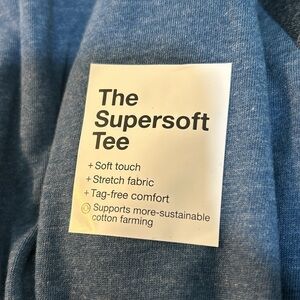 The
Supersoft
Tee
+ Soft touch
+ Stretch fabric
+ Tag-free comfort
Supports more-sustainable
cotton farming